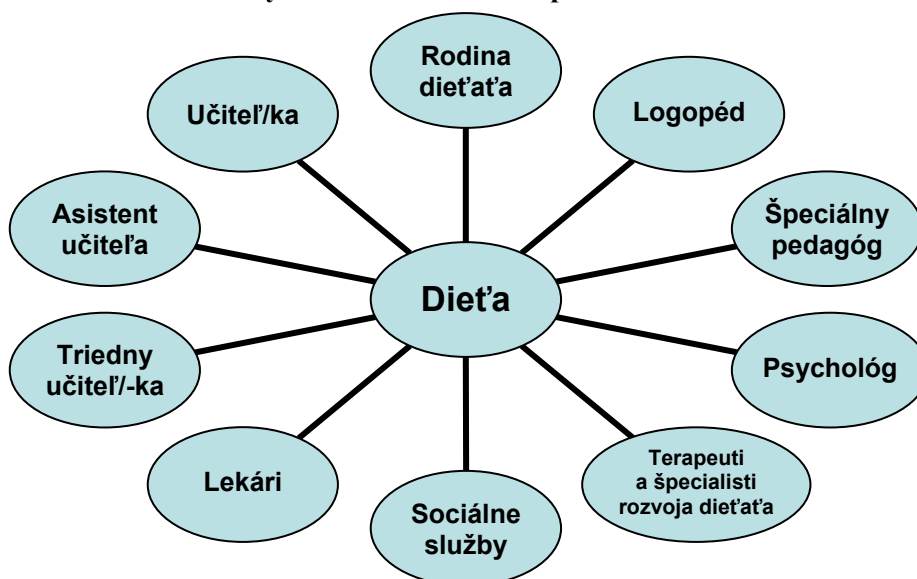 Rodina
dieťaťa
Učiteľ/ka
Logopéd
Asistent
učiteľa
Špeciálny
pedagóg
Dieťa
Triedny
učiteľ/-ka
Psychológ
Lekári
Terapeuti
a špecialisti
rozvoja dieťaťa
Sociálne
služby